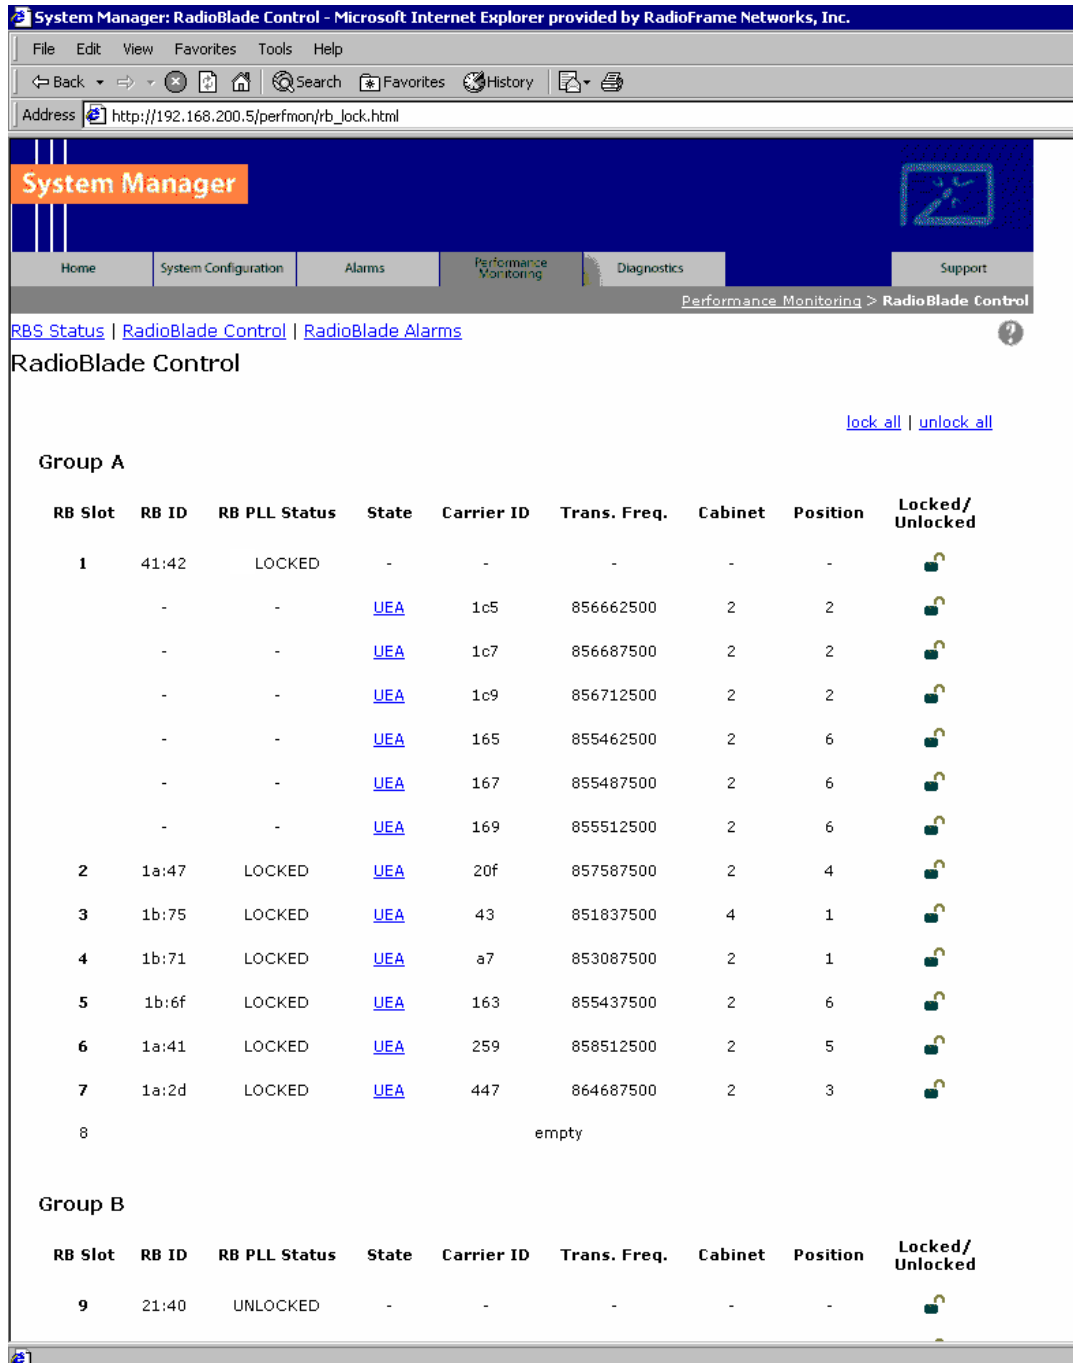 System Manager: RadioBlade Control - Microsoft Internet Explorer provided by RadioFrame Networks, Inc.
File Edit View Favorites Tools Help
Back Search Favorites History
Address http://192.168.200.5/perfmon/rb_lock.html
System Manager
Home System Configuration Alarms Performance Monitoring Diagnostics Support
Performance Monitoring > RadioBlade Control
RBS Status | RadioBlade Control | RadioBlade Alarms ?
RadioBlade Control
lock all | unlock all
Group A
RB Slot RB ID RB PLL Status State Carrier ID Trans. Freq. Cabinet Position Locked/ Unlocked
1 41:42 LOCKED - - - - -
- - UEA 1c5 856662500 2 2
- - UEA 1c7 856687500 2 2
- - UEA 1c9 856712500 2 2
- - UEA 165 855462500 2 6
- - UEA 167 855487500 2 6
- - UEA 169 855512500 2 6
2 1a:47 LOCKED UEA 20f 857587500 2 4
3 1b:75 LOCKED UEA 43 851837500 4 1
4 1b:71 LOCKED UEA a7 853087500 2 1
5 1b:6f LOCKED UEA 163 855437500 2 6
6 1a:41 LOCKED UEA 259 858512500 2 5
7 1a:2d LOCKED UEA 447 864687500 2 3
8 empty
Group B
RB Slot RB ID RB PLL Status State Carrier ID Trans. Freq. Cabinet Position Locked/ Unlocked
9 21:40 UNLOCKED - - - - -